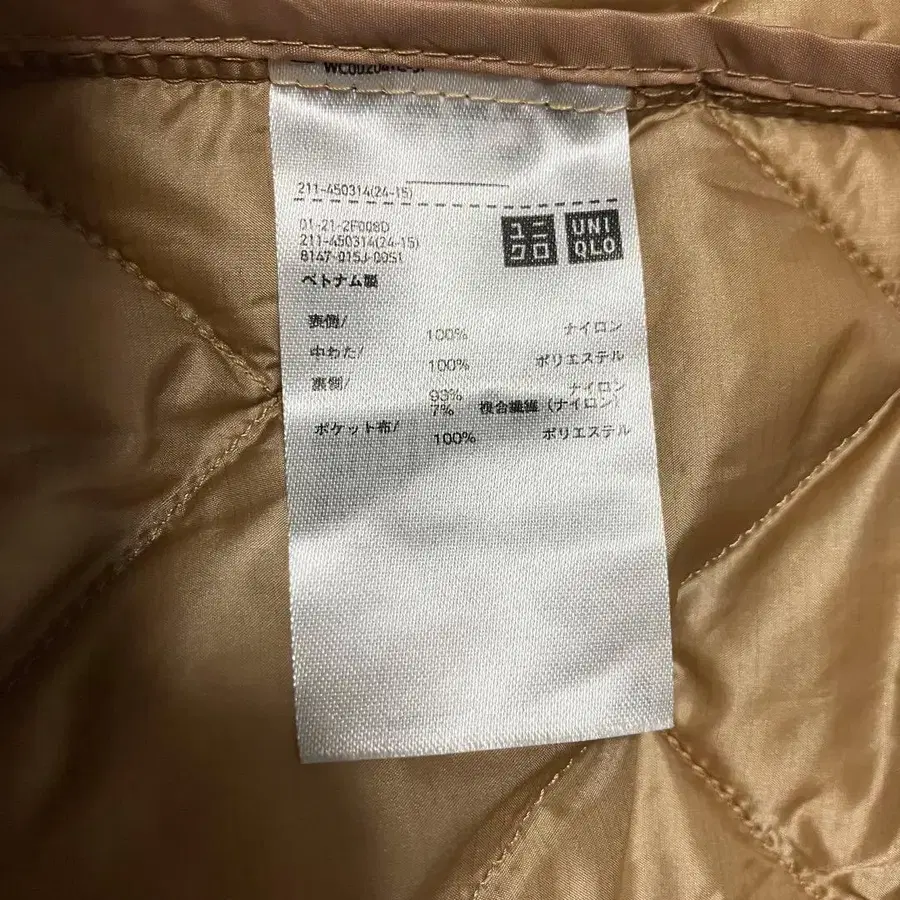 211-450314(24-15)
01-21-2F008D
211-450314(24-15)
8147-015J-00S1
ユニクロ
UNIQLO
ベトナム製
表側/ 100% ナイロン
中わた/ 100% ポリエステル
裏側/ 93% ナイロン
7% 複合繊維（ナイロン）
ポケット布/ 100% ポリエステル